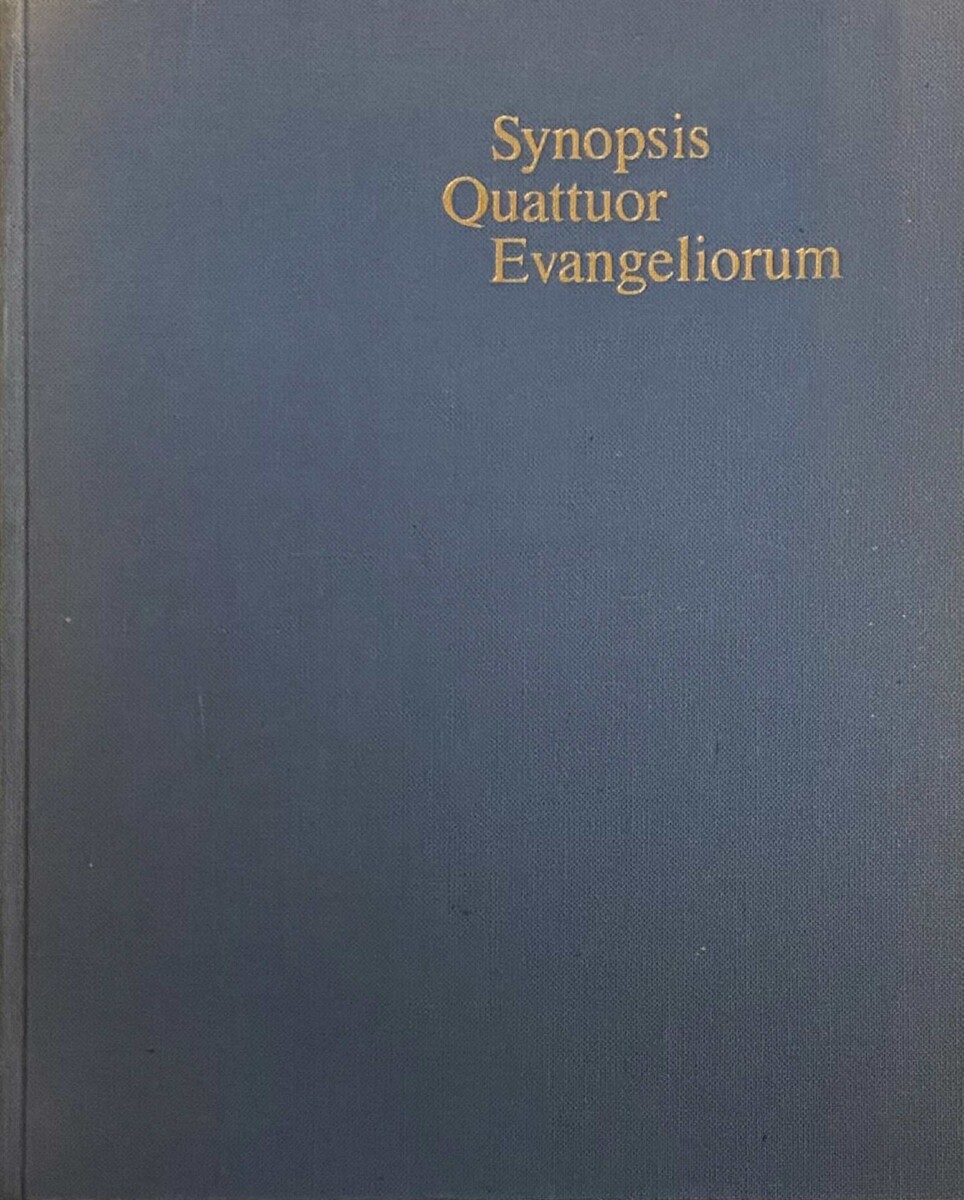 Synopsis
Quattuor
Evangeliorum